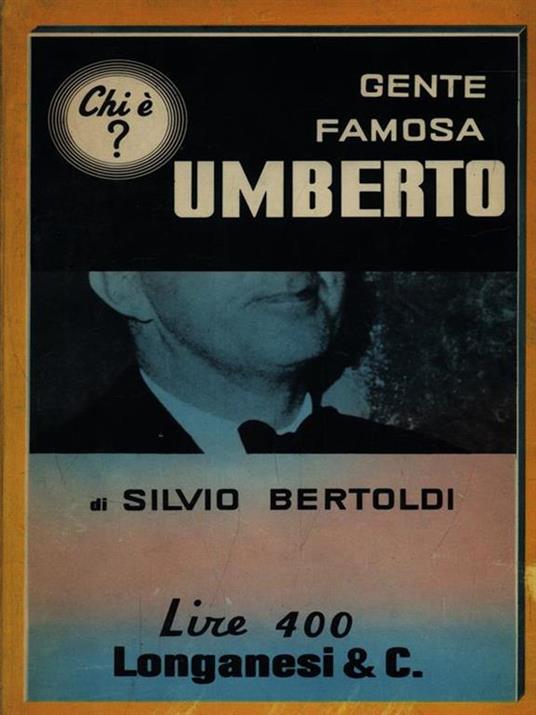 Chi è
?
GENTE
FAMOSA
UMBERTO
di SILVIO BERTOLDI
Lire 400
Longanesi & C.